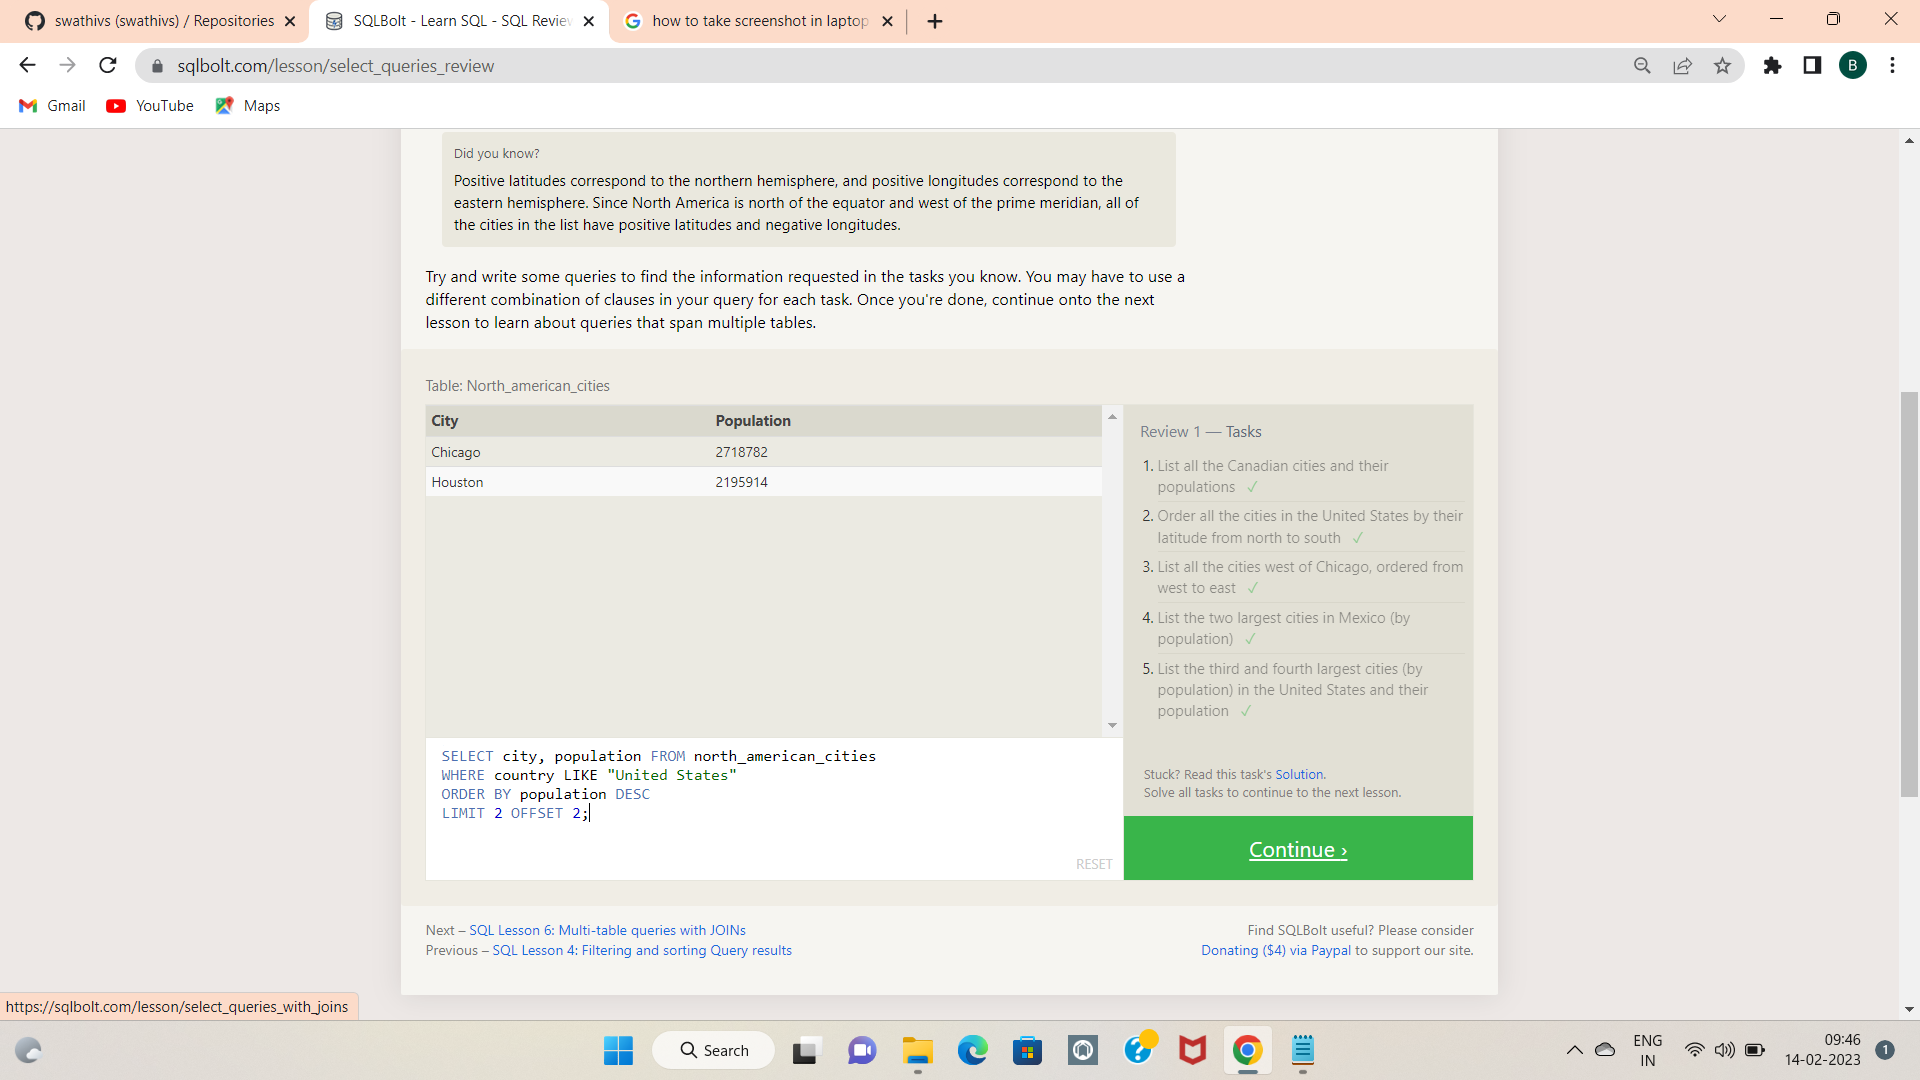 swathivs (swathivs) / Repositories
SQLBolt - Learn SQL - SQL Review
how to take screenshot in laptop
sqlbolt.com/lesson/select_queries_review
B
Gmail
YouTube
Maps
Did you know?
Positive latitudes correspond to the northern hemisphere, and positive longitudes correspond to the
eastern hemisphere. Since North America is north of the equator and west of the prime meridian, all of
the cities in the list have positive latitudes and negative longitudes.
Try and write some queries to find the information requested in the tasks you know. You may have to use a
different combination of clauses in your query for each task. Once you're done, continue onto the next
lesson to learn about queries that span multiple tables.
Table: North_american_cities
City Population
Chicago 2718782
Houston 2195914
Review 1 — Tasks
1. List all the Canadian cities and their
populations ✓
2. Order all the cities in the United States by their
latitude from north to south ✓
3. List all the cities west of Chicago, ordered from
west to east ✓
4. List the two largest cities in Mexico (by
population) ✓
5. List the third and fourth largest cities (by
population) in the United States and their
population ✓
SELECT city, population FROM north_american_cities
WHERE country LIKE "United States"
ORDER BY population DESC
LIMIT 2 OFFSET 2;
RESET
Stuck? Read this task's Solution.
Solve all tasks to continue to the next lesson.
Continue ›
Next – SQL Lesson 6: Multi-table queries with JOINs
Previous – SQL Lesson 4: Filtering and sorting Query results
Find SQLBolt useful? Please consider
Donating ($4) via Paypal to support our site.
https://sqlbolt.com/lesson/select_queries_with_joins
Search
ENG
IN
09:46
14-02-2023
1